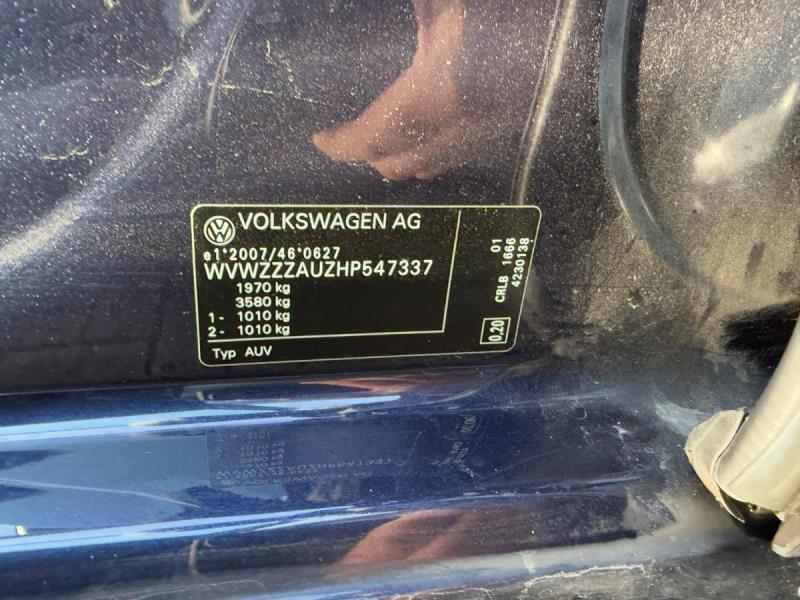 VOLKSWAGEN AG
e1*2007/46*0627
WVWZZZAUZHP547337
1970 kg
3580 kg
1- 1010 kg
2- 1010 kg
Typ AUV
01
CRLB 1666
4230138
0,20